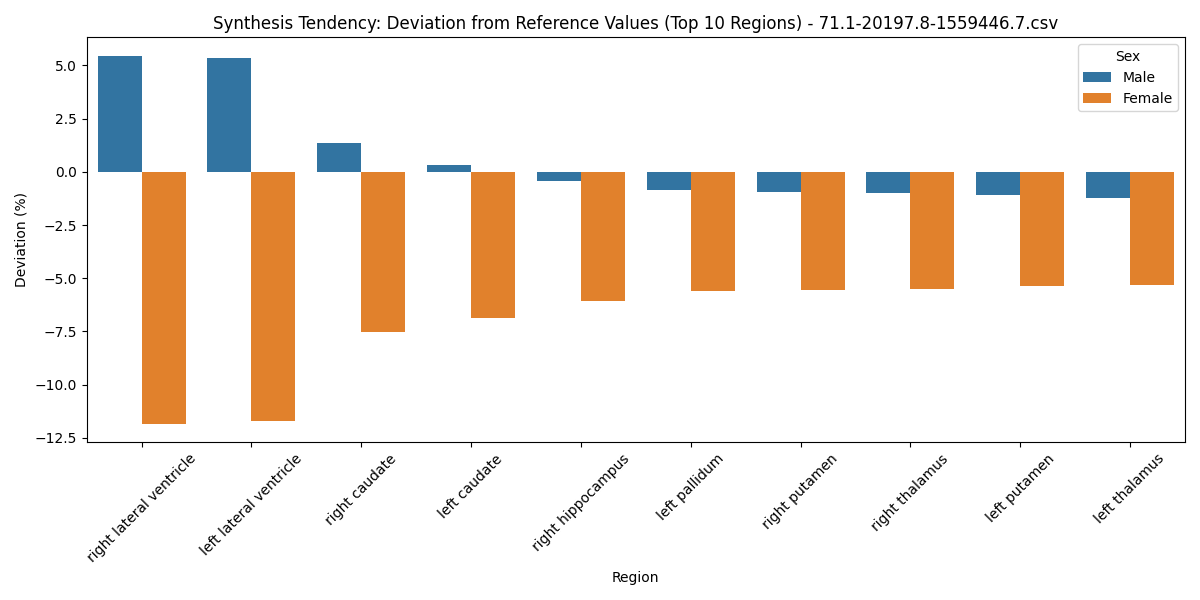 Synthesis Tendency: Deviation from Reference Values (Top 10 Regions) - 71.1-20197.8-1559446.7.csv
Sex
Male
Female
Deviation (%)
5.0
2.5
0.0
−2.5
−5.0
−7.5
−10.0
−12.5
right lateral ventricle
left lateral ventricle
right caudate
left caudate
right hippocampus
left pallidum
right putamen
right thalamus
left putamen
left thalamus
Region